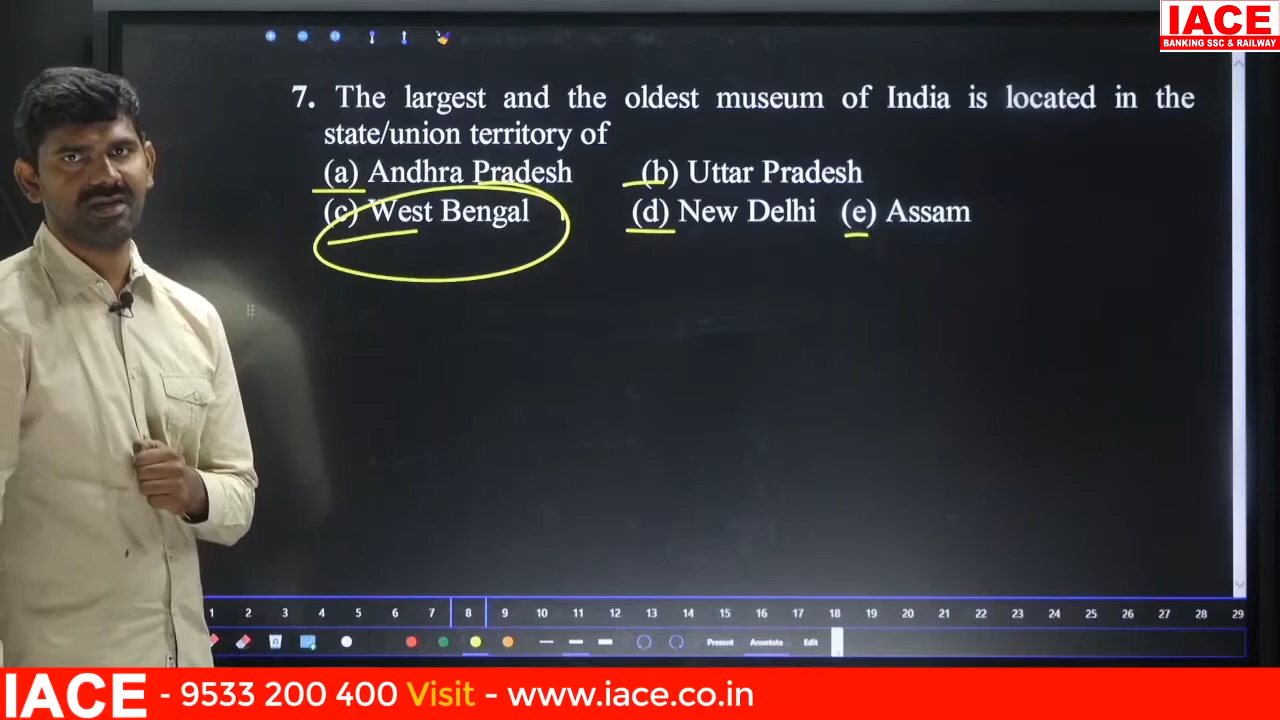 IACE
BANKING SSC & RAILWAY
7. The largest and the oldest museum of India is located in the
state/union territory of
(a) Andhra Pradesh (b) Uttar Pradesh
(c) West Bengal (d) New Delhi (e) Assam
1 2 3 4 5 6 7 8 9 10 11 12 13 14 15 16 17 18 19 20 21 22 23 24 25 26 27 28 29
Present Annotate Edit
IACE - 9533 200 400 Visit - www.iace.co.in